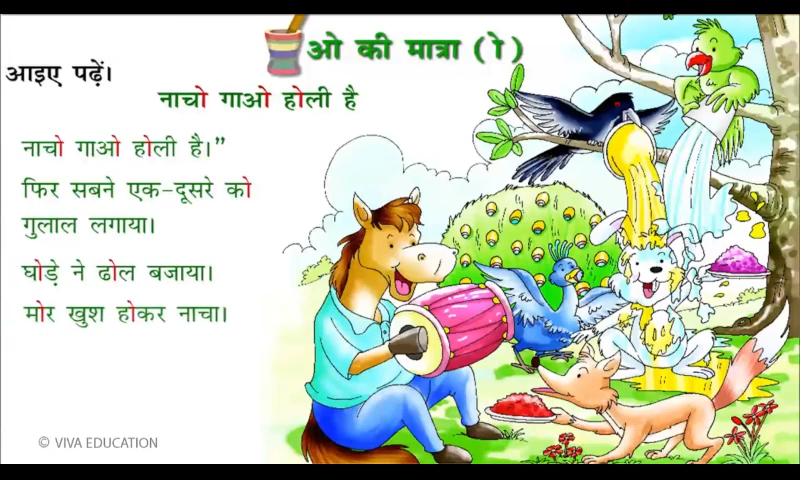 ओ की मात्रा (ो)
आइए पढ़ें।
नाचो गाओ होली है
नाचो गाओ होली है।”
फिर सबने एक-दूसरे को
गुलाल लगाया।
घोड़े ने ढोल बजाया।
मोर खुश होकर नाचा।
© VIVA EDUCATION